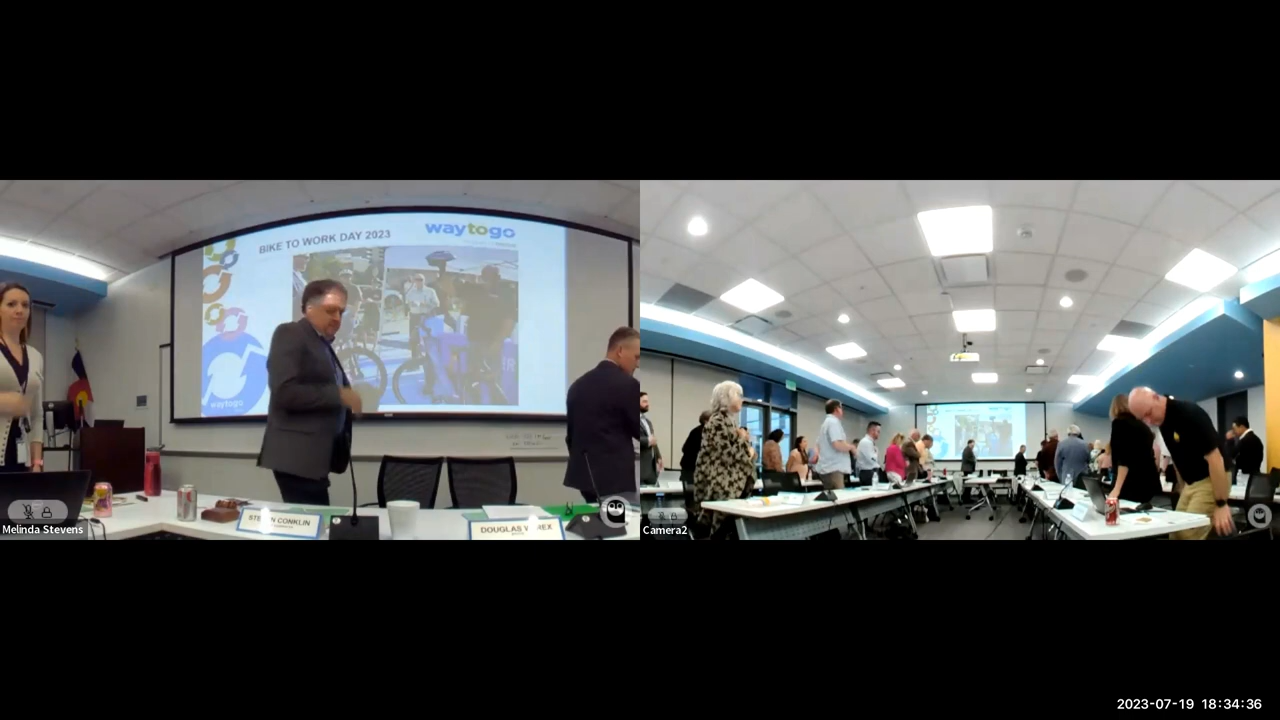 BIKE TO WORK DAY 2023
waytogo
waytogo
STEVEN CONKLIN
DOUGLAS W. REX
Melinda Stevens
Camera2
2023-07-19 18:34:36